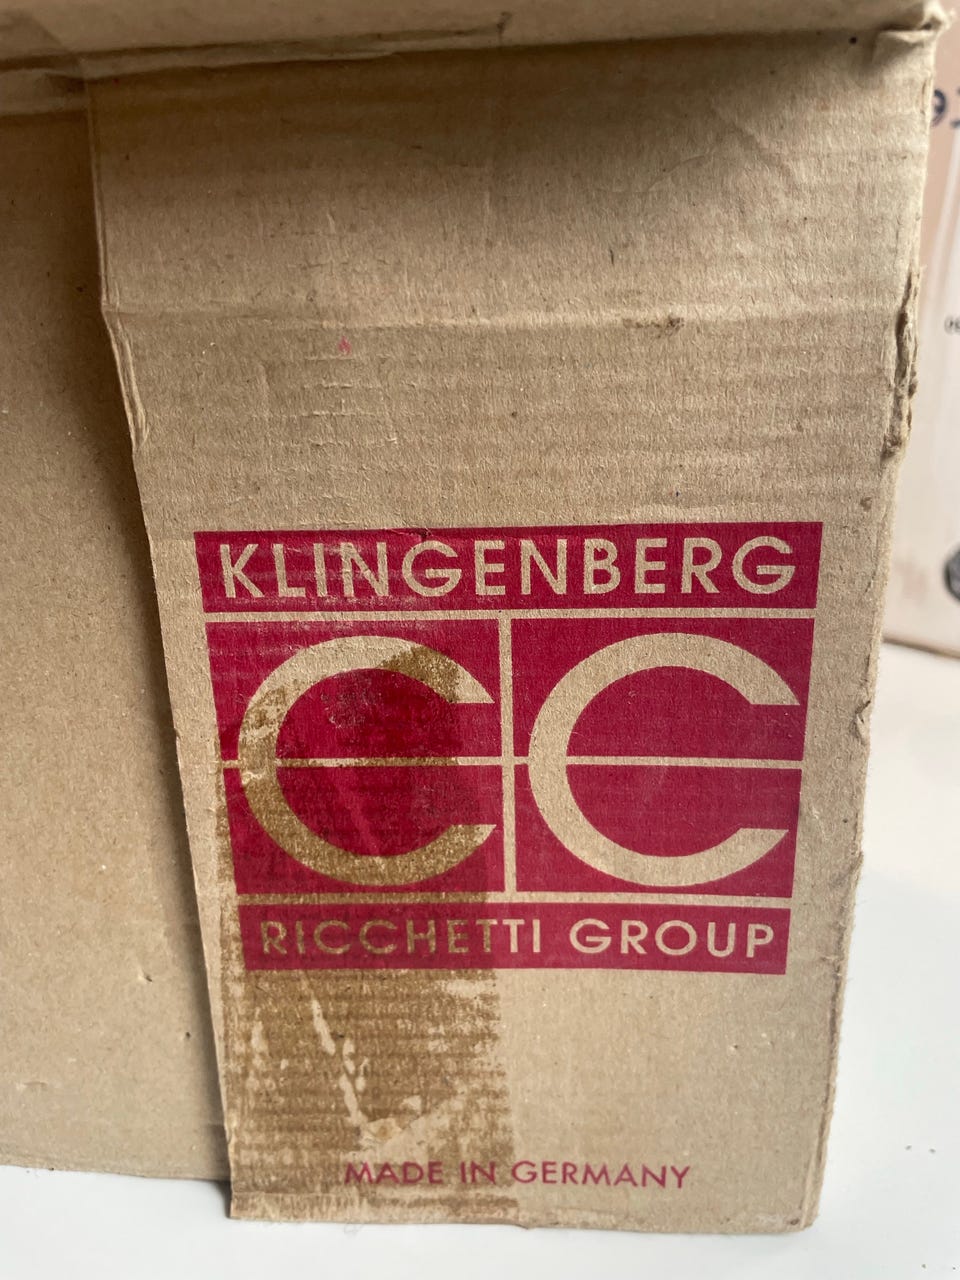 KLINGENBERG
CC
RICCHETTI GROUP
MADE IN GERMANY